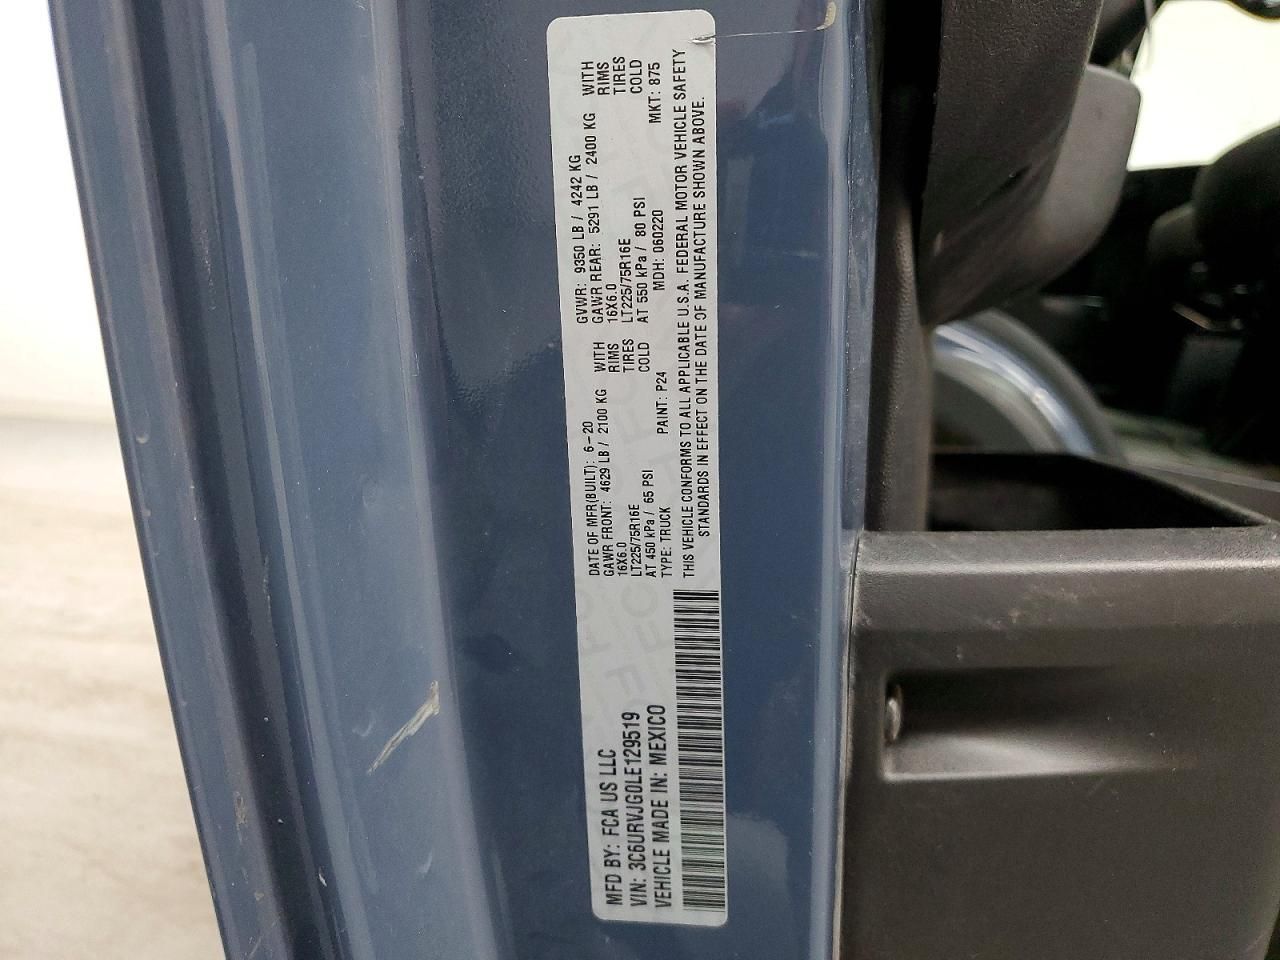 MFD BY: FCA US LLC
VIN: 3C6URVJG0LE129519
VEHICLE MADE IN: MEXICO
DATE OF MFR(BUILT): 6-20
GVWR: 9350 LB / 4242 KG
GAWR FRONT: 4629 LB / 2100 KG WITH
GAWR REAR: 5291 LB / 2400 KG WITH
16X6.0 RIMS
16X6.0 RIMS
LT225/75R16E TIRES
LT225/75R16E TIRES
AT 450 kPa / 65 PSI COLD
AT 550 kPa / 80 PSI COLD
TYPE: TRUCK PAINT: P24 MDH: 060220 MKT: 875
THIS VEHICLE CONFORMS TO ALL APPLICABLE U.S.A. FEDERAL MOTOR VEHICLE SAFETY
STANDARDS IN EFFECT ON THE DATE OF MANUFACTURE SHOWN ABOVE.